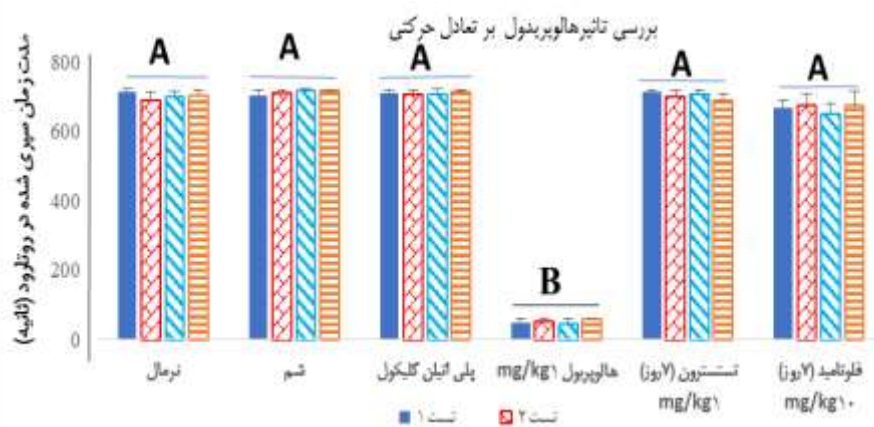 بررسی تاثیرهالوپریدول بر تعادل حرکتی
مدت زمان سپری شده در روتارود (ثانیه)
800
600
400
200
0
A
A
A
B
A
A
نرمال
شم
پلی اتیلن گلیکول
هالوپریول mg/kg۱
تستسترون (۷روز)
mg/kg۱
فلوتامید (۷روز)
mg/kg۱۰
تست ۱
تست ۲